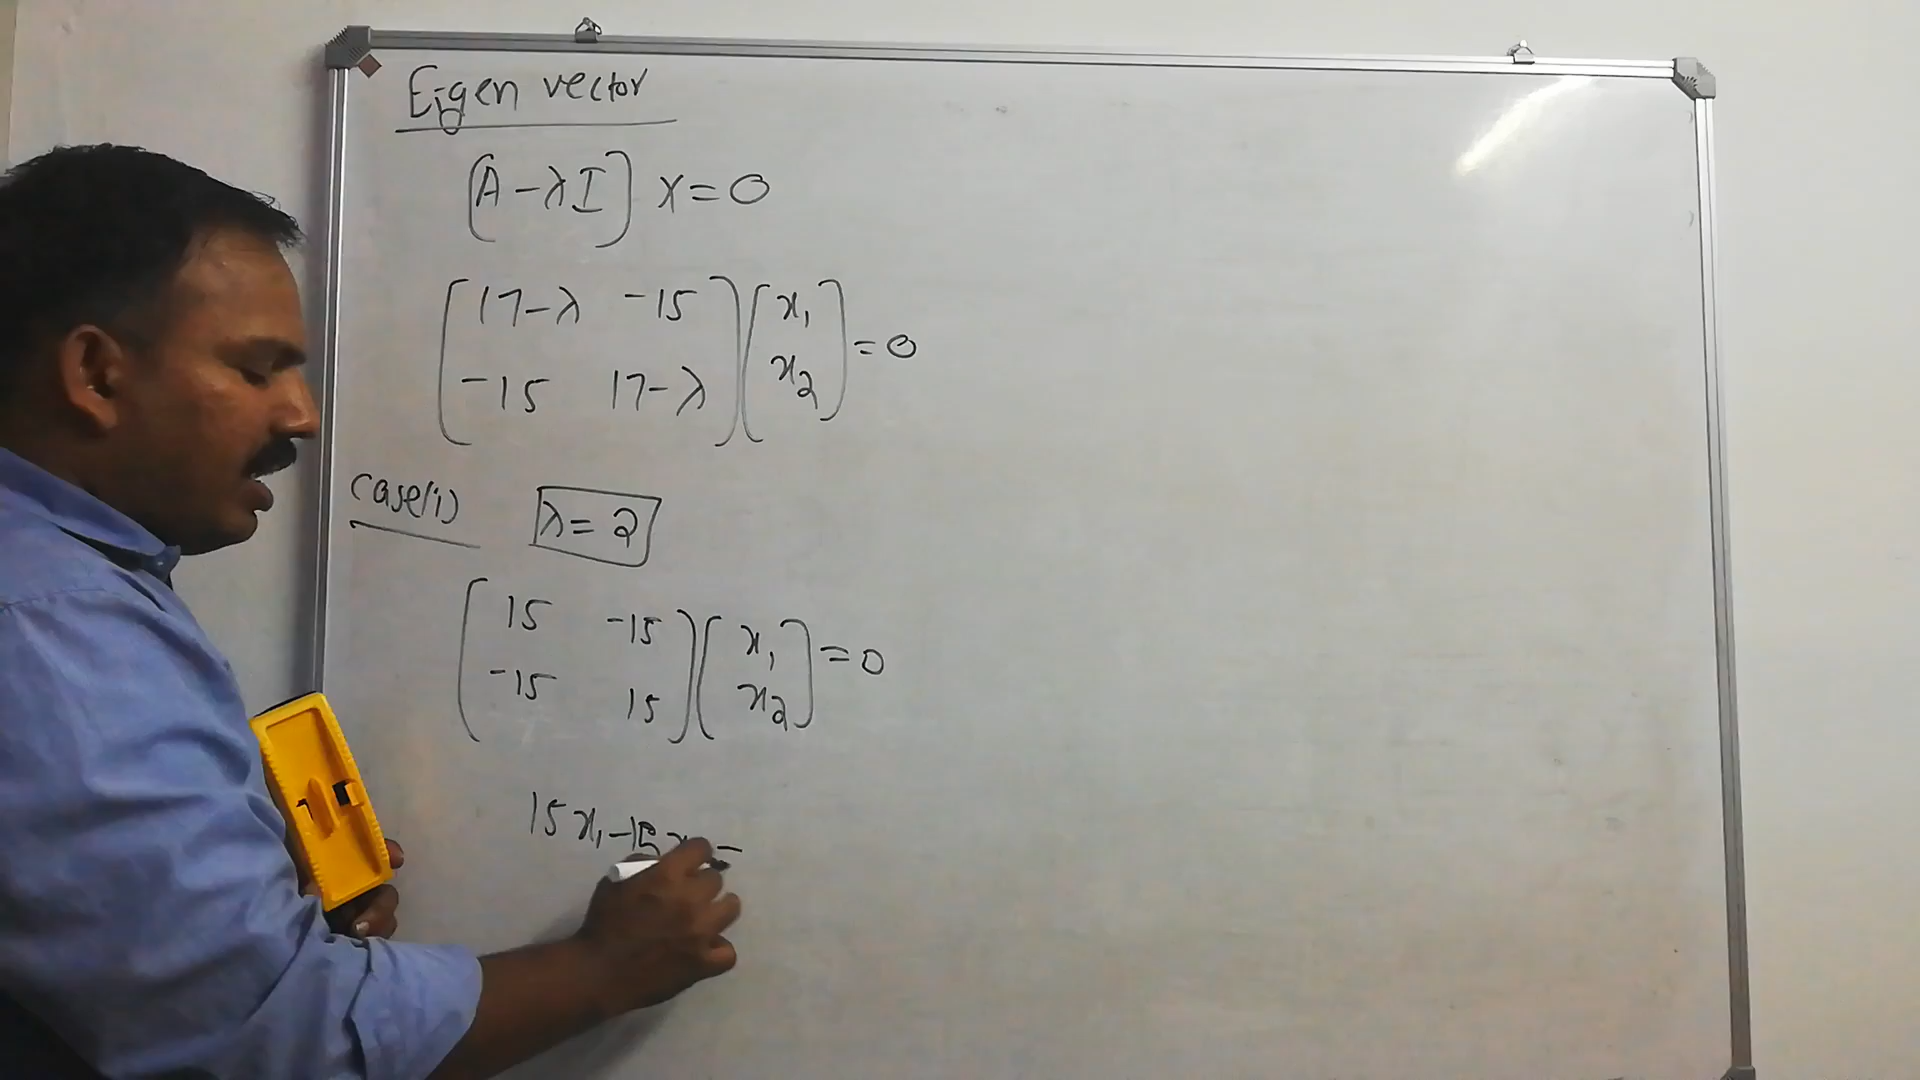 Eigen vector
[A - λI] X = 0
[17-λ -15] [x₁] = 0
[-15 17-λ] [x₂]
case(i) λ = 2
[15 -15] [x₁] = 0
[-15 15] [x₂]
15x₁ - 15x =